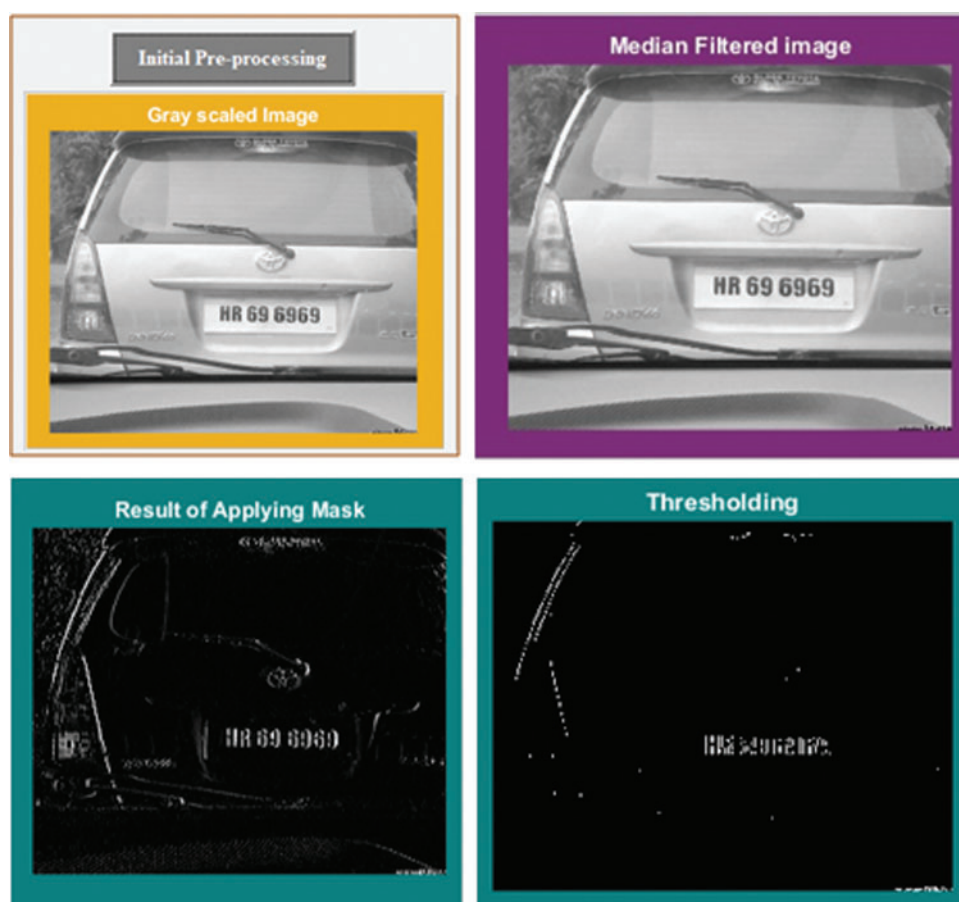 Initial Pre-processing
Gray scaled Image
HR 69 6969
Median Filtered image
HR 69 6969
Result of Applying Mask
HR 69 6969
Thresholding